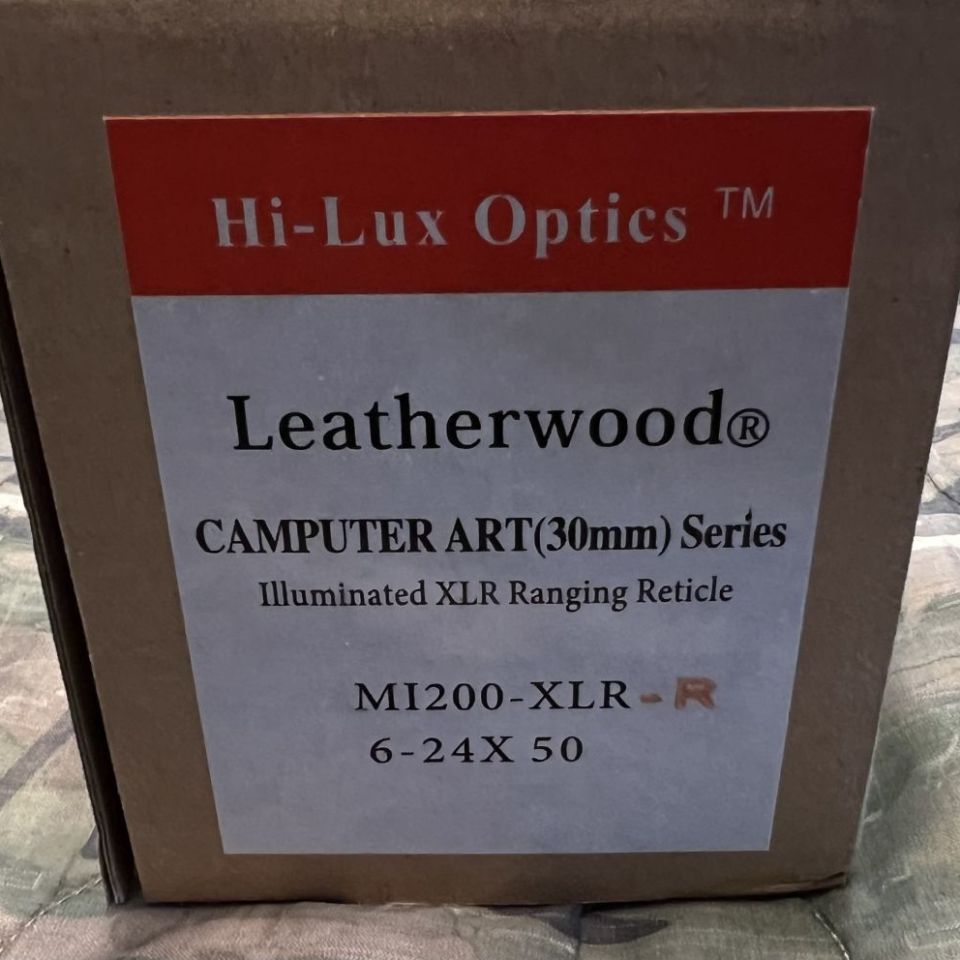 Hi-Lux Optics ™
Leatherwood®
CAMPUTER ART(30mm) Series
Illuminated XLR Ranging Reticle
MI200-XLR-R
6-24X 50